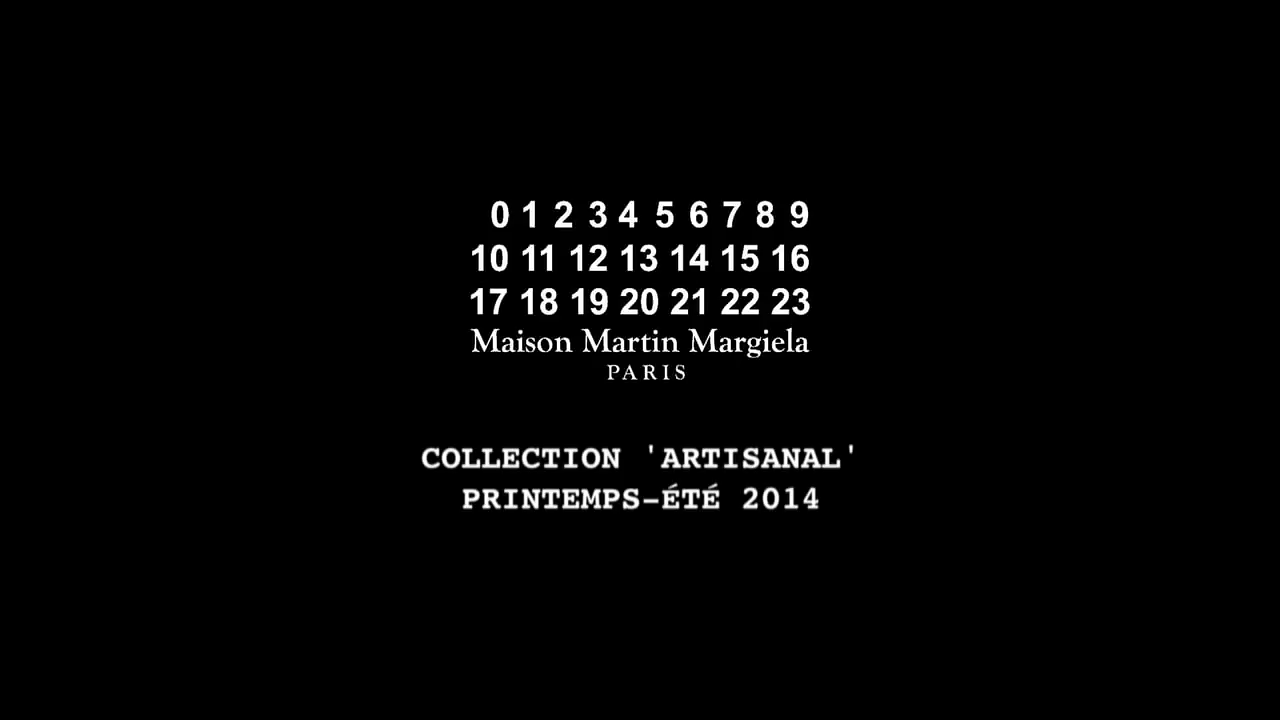 0 1 2 3 4 5 6 7 8 9
10 11 12 13 14 15 16
17 18 19 20 21 22 23
Maison Martin Margiela
PARIS
COLLECTION 'ARTISANAL'
PRINTEMPS-ÉTÉ 2014